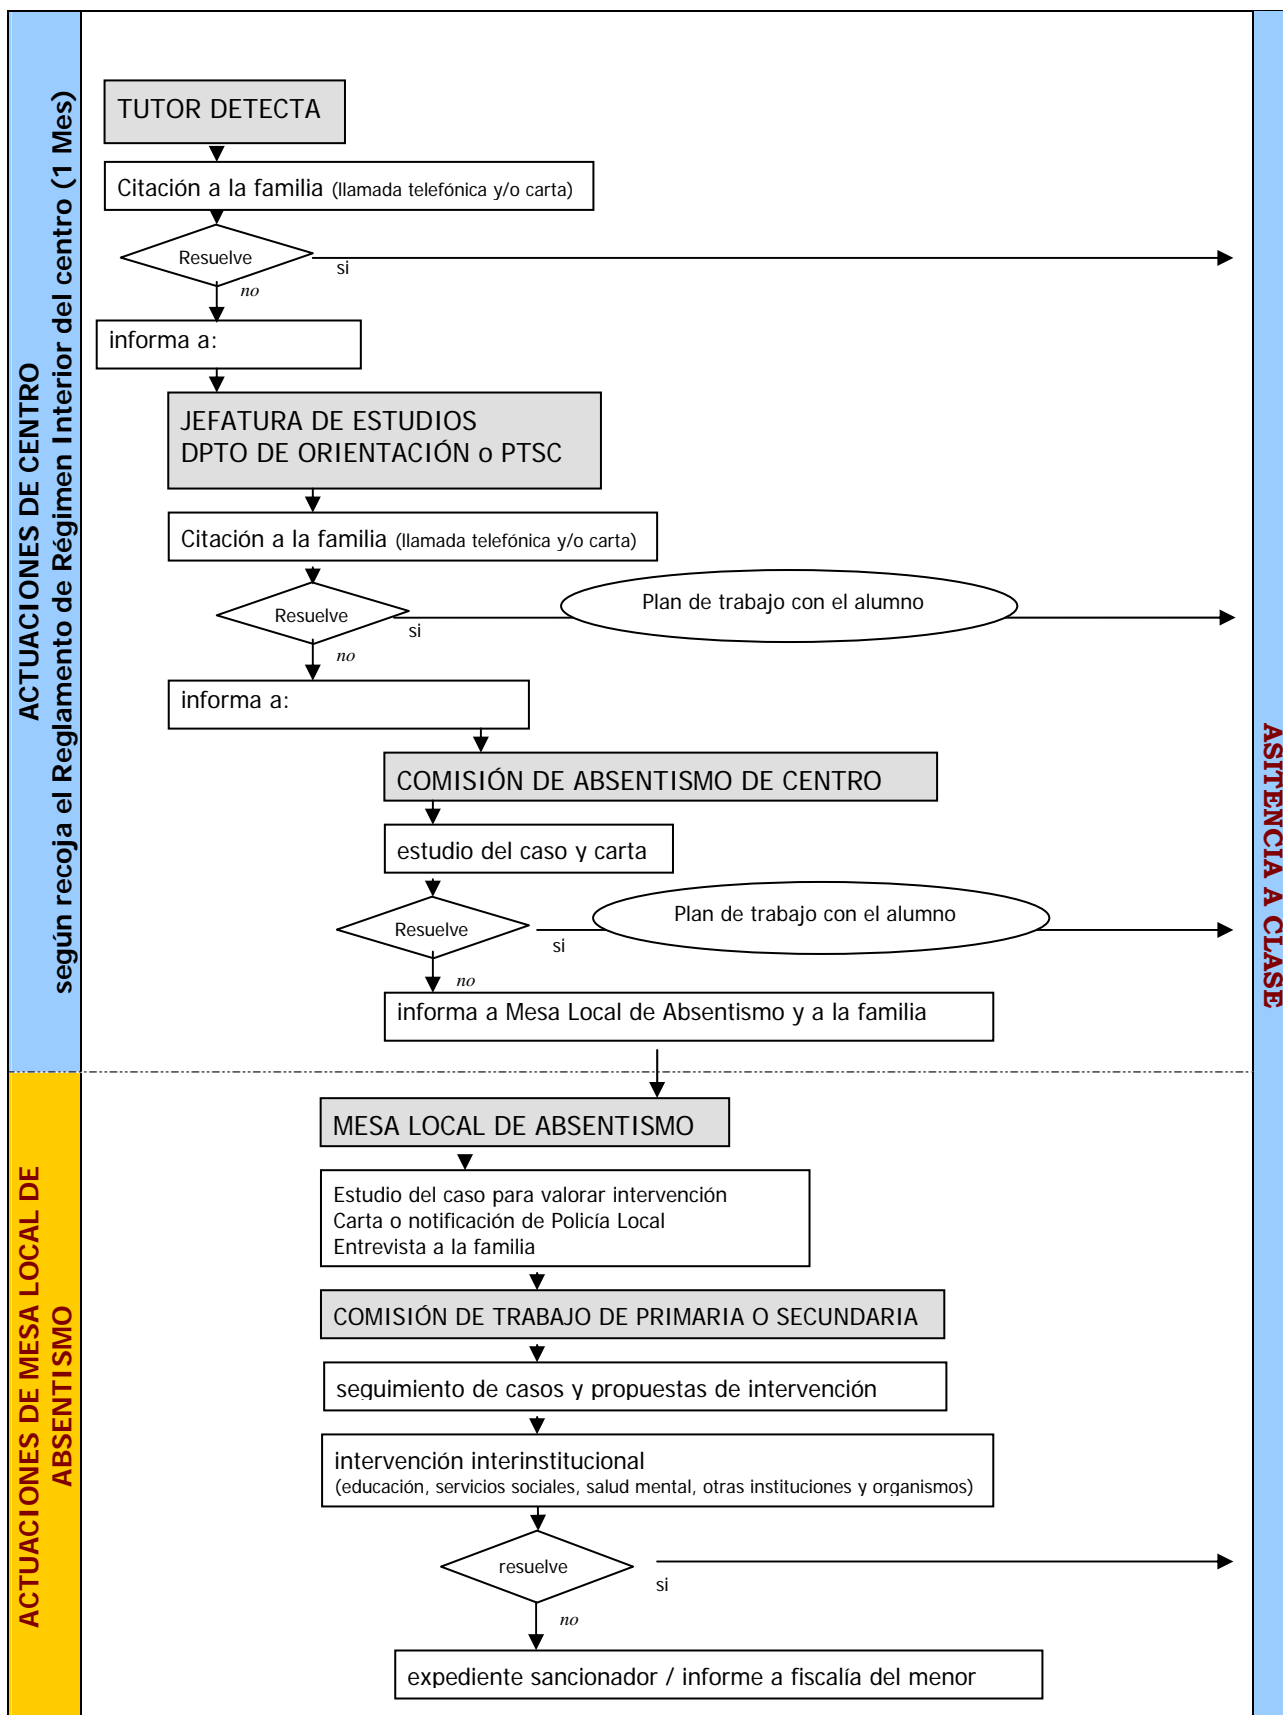 ACTUACIONES DE CENTRO
según recoja el Reglamento de Régimen Interior del centro (1 Mes)
TUTOR DETECTA
Citación a la familia (llamada telefónica y/o carta)
Resuelve
si
no
informa a:
JEFATURA DE ESTUDIOS
DPTO DE ORIENTACIÓN o PTSC
Citación a la familia (llamada telefónica y/o carta)
Resuelve
si
Plan de trabajo con el alumno
no
informa a:
COMISIÓN DE ABSENTISMO DE CENTRO
estudio del caso y carta
Resuelve
si
Plan de trabajo con el alumno
no
informa a Mesa Local de Absentismo y a la familia
ACTUACIONES DE MESA LOCAL DE
ABSENTISMO
MESA LOCAL DE ABSENTISMO
Estudio del caso para valorar intervención
Carta o notificación de Policía Local
Entrevista a la familia
COMISIÓN DE TRABAJO DE PRIMARIA O SECUNDARIA
seguimiento de casos y propuestas de intervención
intervención interinstitucional
(educación, servicios sociales, salud mental, otras instituciones y organismos)
resuelve
si
no
expediente sancionador / informe a fiscalía del menor
ASITENCIA A CLASE